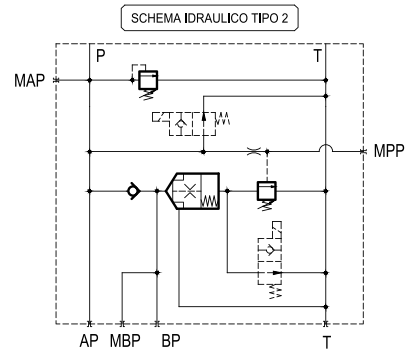 SCHEMA IDRAULICO TIPO 2
P T
MAP
MPP
AP MBP BP T